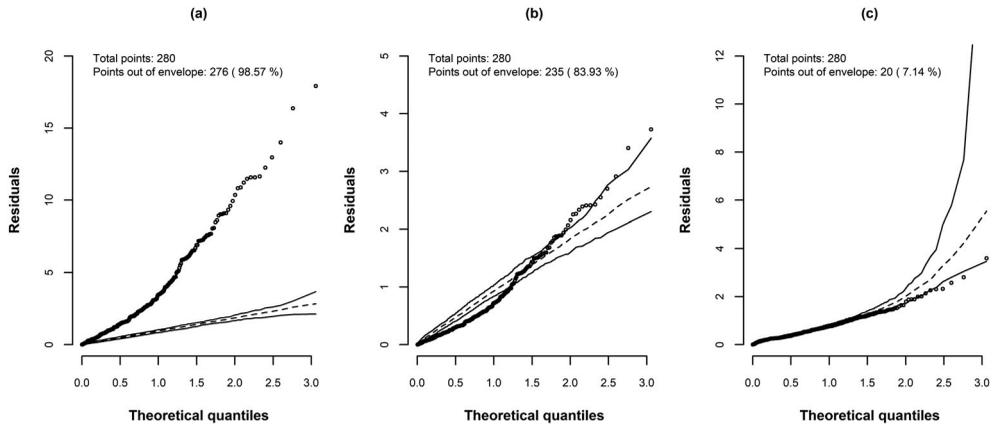 (a)
Total points: 280
Points out of envelope: 276 ( 98.57 %)
Residuals
20
15
10
5
0
0.0 0.5 1.0 1.5 2.0 2.5 3.0
Theoretical quantiles
(b)
Total points: 280
Points out of envelope: 235 ( 83.93 %)
Residuals
5
4
3
2
1
0
0.0 0.5 1.0 1.5 2.0 2.5 3.0
Theoretical quantiles
(c)
Total points: 280
Points out of envelope: 20 ( 7.14 %)
Residuals
12
10
8
6
4
2
0
0.0 0.5 1.0 1.5 2.0 2.5 3.0
Theoretical quantiles